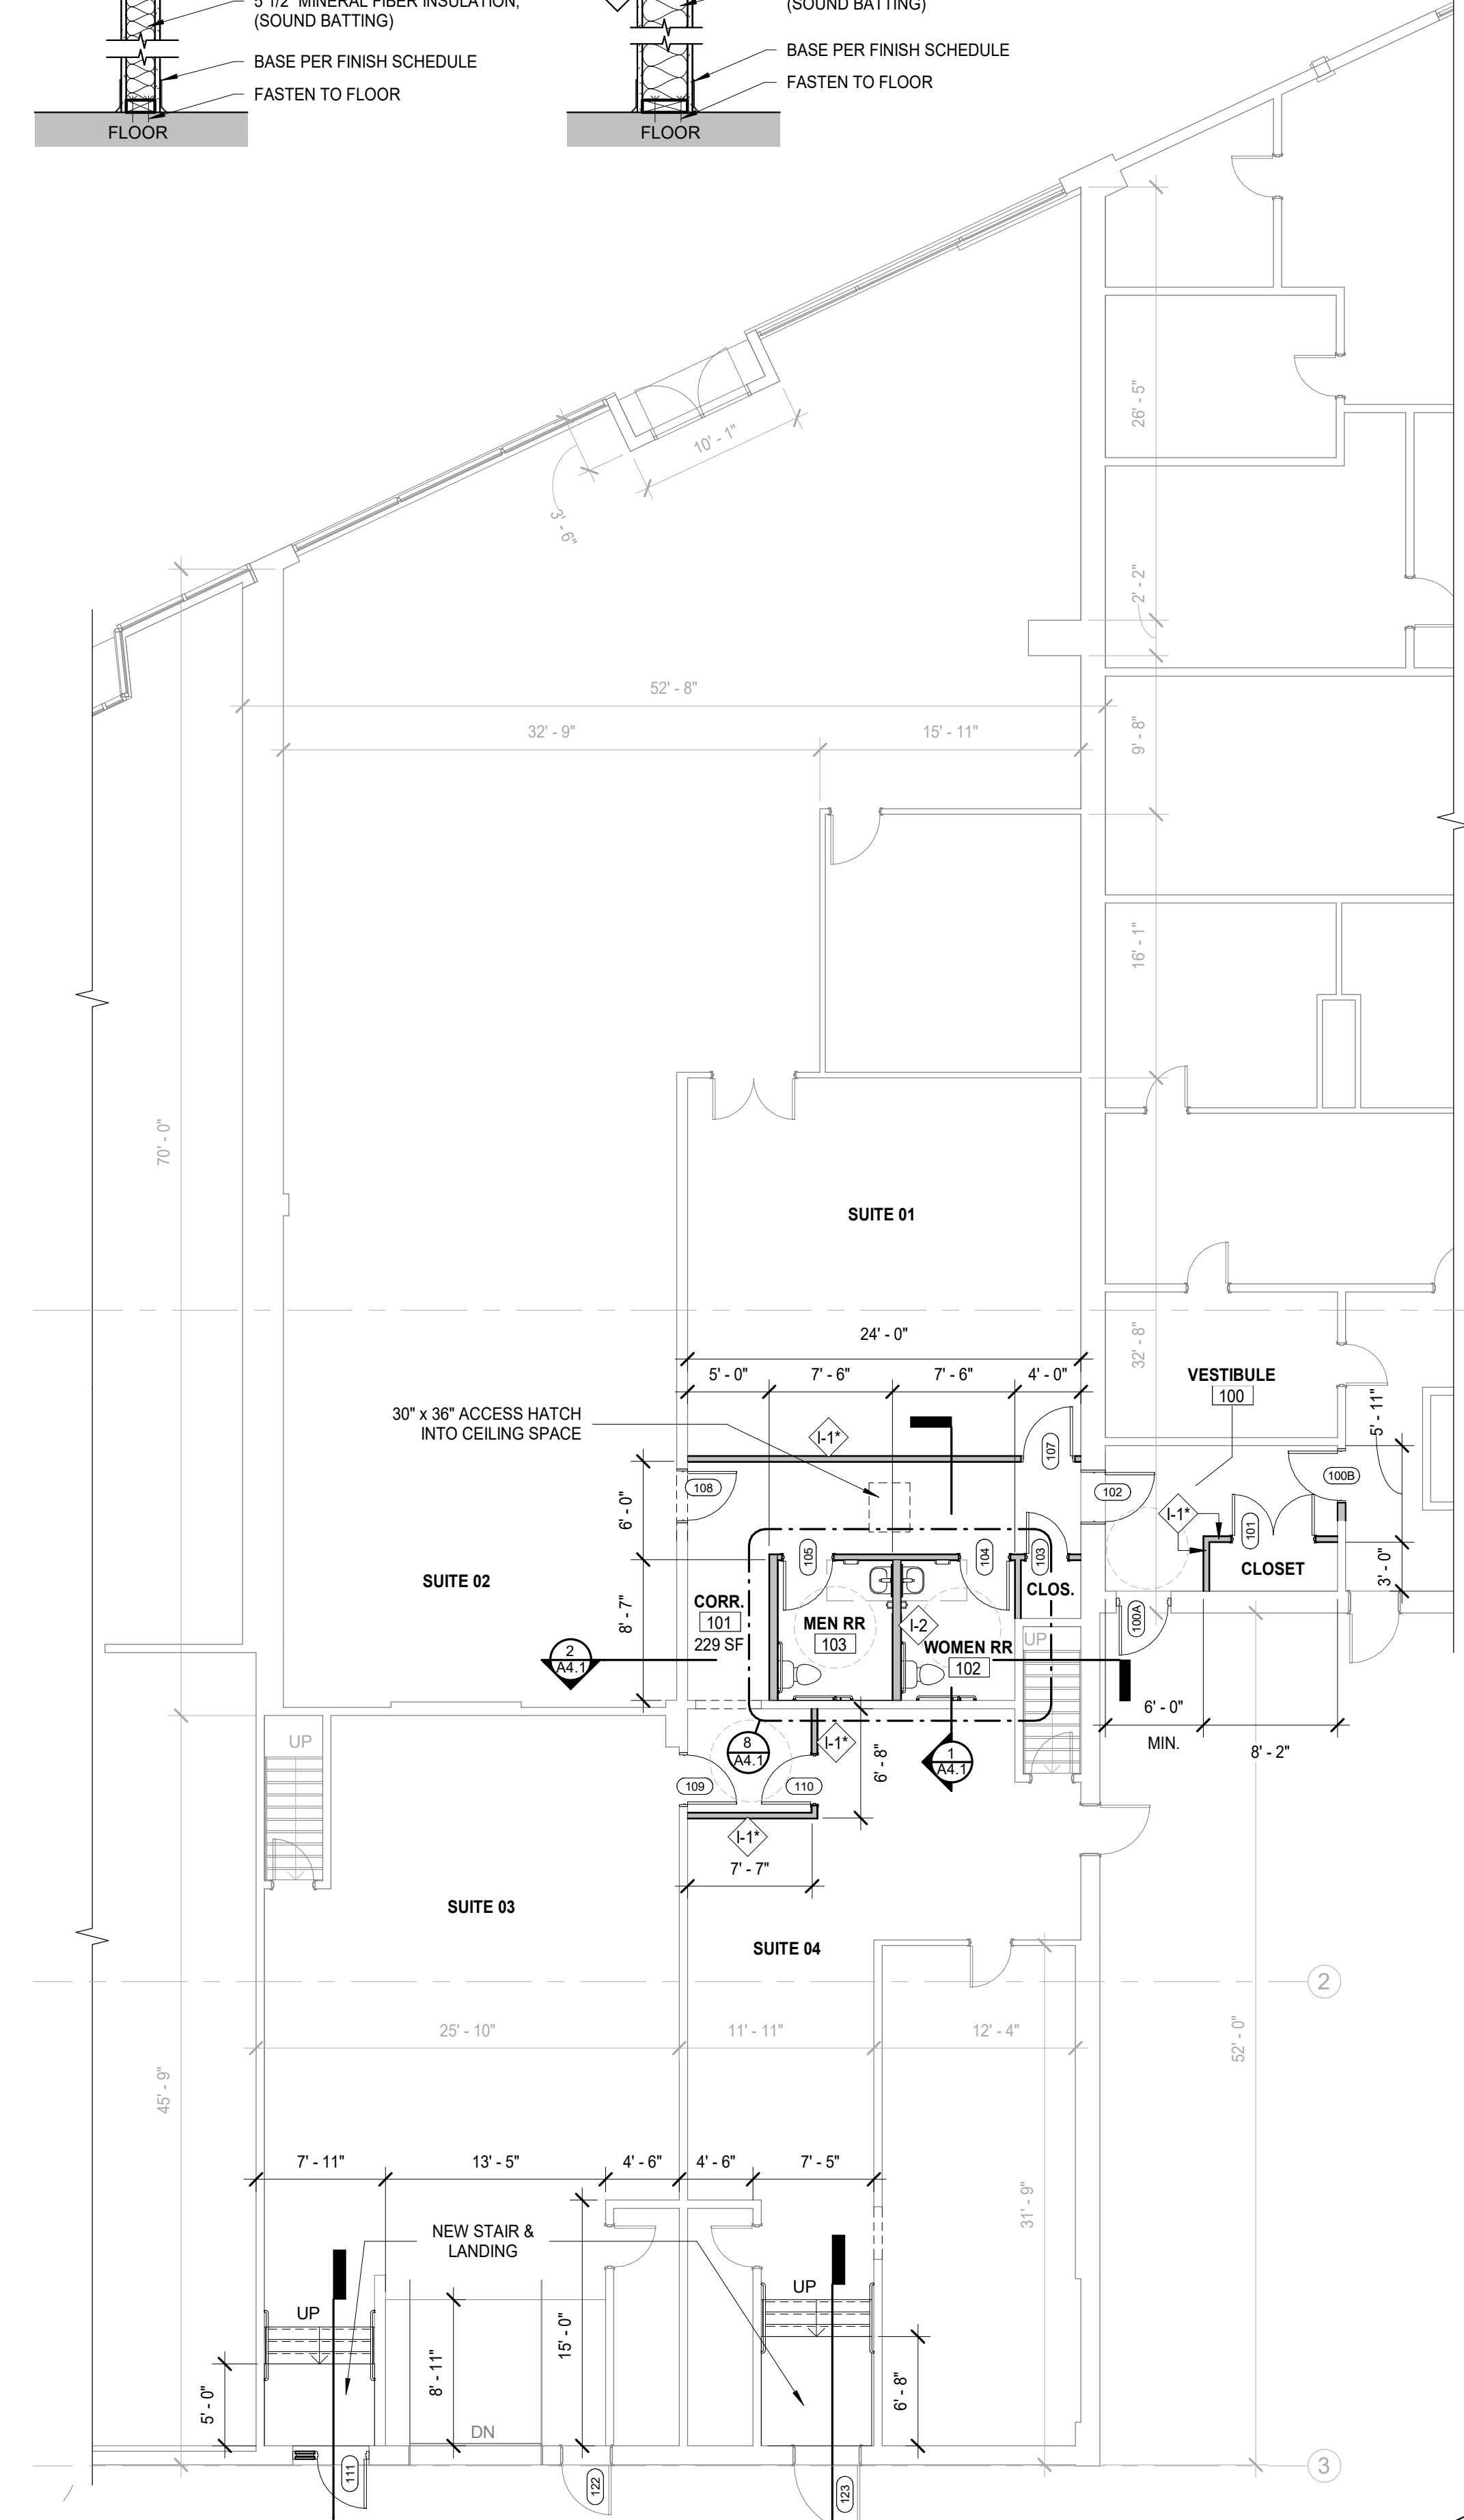 5 1/2" MINERAL FIBER INSULATION,
(SOUND BATTING)
BASE PER FINISH SCHEDULE
FASTEN TO FLOOR
FLOOR
(SOUND BATTING)
BASE PER FINISH SCHEDULE
FASTEN TO FLOOR
FLOOR
26' - 5"
10' - 1"
3' - 6"
2' - 2"
52' - 8"
32' - 9"
15' - 11"
9' - 8"
16' - 1"
70' - 0"
SUITE 01
24' - 0"
32' - 8"
5' - 0"
7' - 6"
7' - 6"
4' - 0"
VESTIBULE
100
5' - 11"
30" x 36" ACCESS HATCH
INTO CEILING SPACE
I-1*
107
108
102
100B
6' - 0"
I-1*
101
105
104
103
CLOSET
3' - 0"
SUITE 02
CLOS.
CORR.
101
229 SF
8' - 7"
MEN RR
103
I-2
WOMEN RR
102
UP
100A
2
A4.1
6' - 0"
MIN.
8' - 2"
UP
8
A4.1
I-1*
6' - 8"
1
A4.1
109
110
I-1*
7' - 7"
SUITE 03
SUITE 04
2
25' - 10"
11' - 11"
12' - 4"
52' - 0"
45' - 9"
7' - 11"
13' - 5"
4' - 6"
4' - 6"
7' - 5"
31' - 9"
NEW STAIR &
LANDING
UP
UP
15' - 0"
8' - 11"
5' - 0"
6' - 8"
DN
3
111
122
123